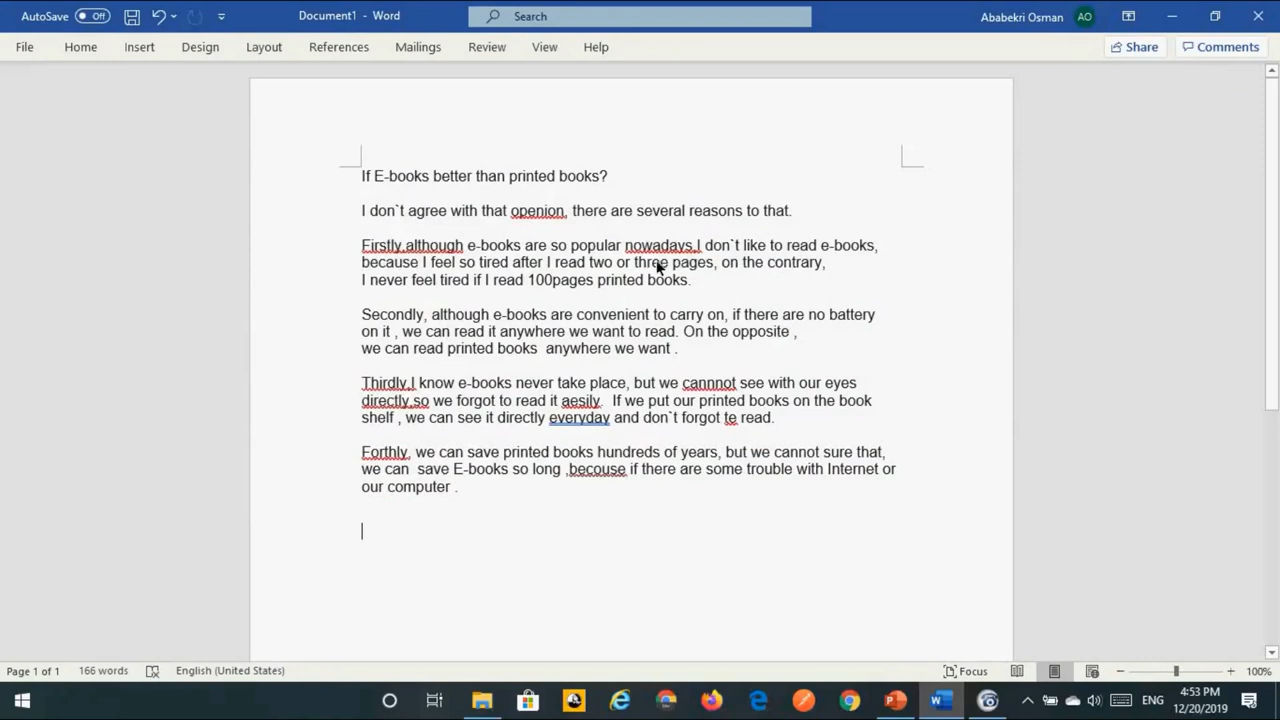 AutoSave Off Document1 - Word Search Ababekri Osman AO
File Home Insert Design Layout References Mailings Review View Help Share Comments
If E-books better than printed books?
I don`t agree with that openion, there are several reasons to that.
Firstly,although e-books are so popular nowadays,I don`t like to read e-books,
because I feel so tired after I read two or three pages, on the contrary,
I never feel tired if I read 100pages printed books.
Secondly, although e-books are convenient to carry on, if there are no battery
on it , we can read it anywhere we want to read. On the opposite ,
we can read printed books  anywhere we want .
Thirdly,I know e-books never take place, but we cannnot see with our eyes
directly,so we forgot to read it aesily.  If we put our printed books on the book
shelf , we can see it directly everyday and don`t forgot te read.
Forthly, we can save printed books hundreds of years, but we cannot sure that,
we can  save E-books so long ,becouse if there are some trouble with Internet or
our computer .
Page 1 of 1 166 words English (United States) Focus 100%
ENG 4:53 PM
12/20/2019